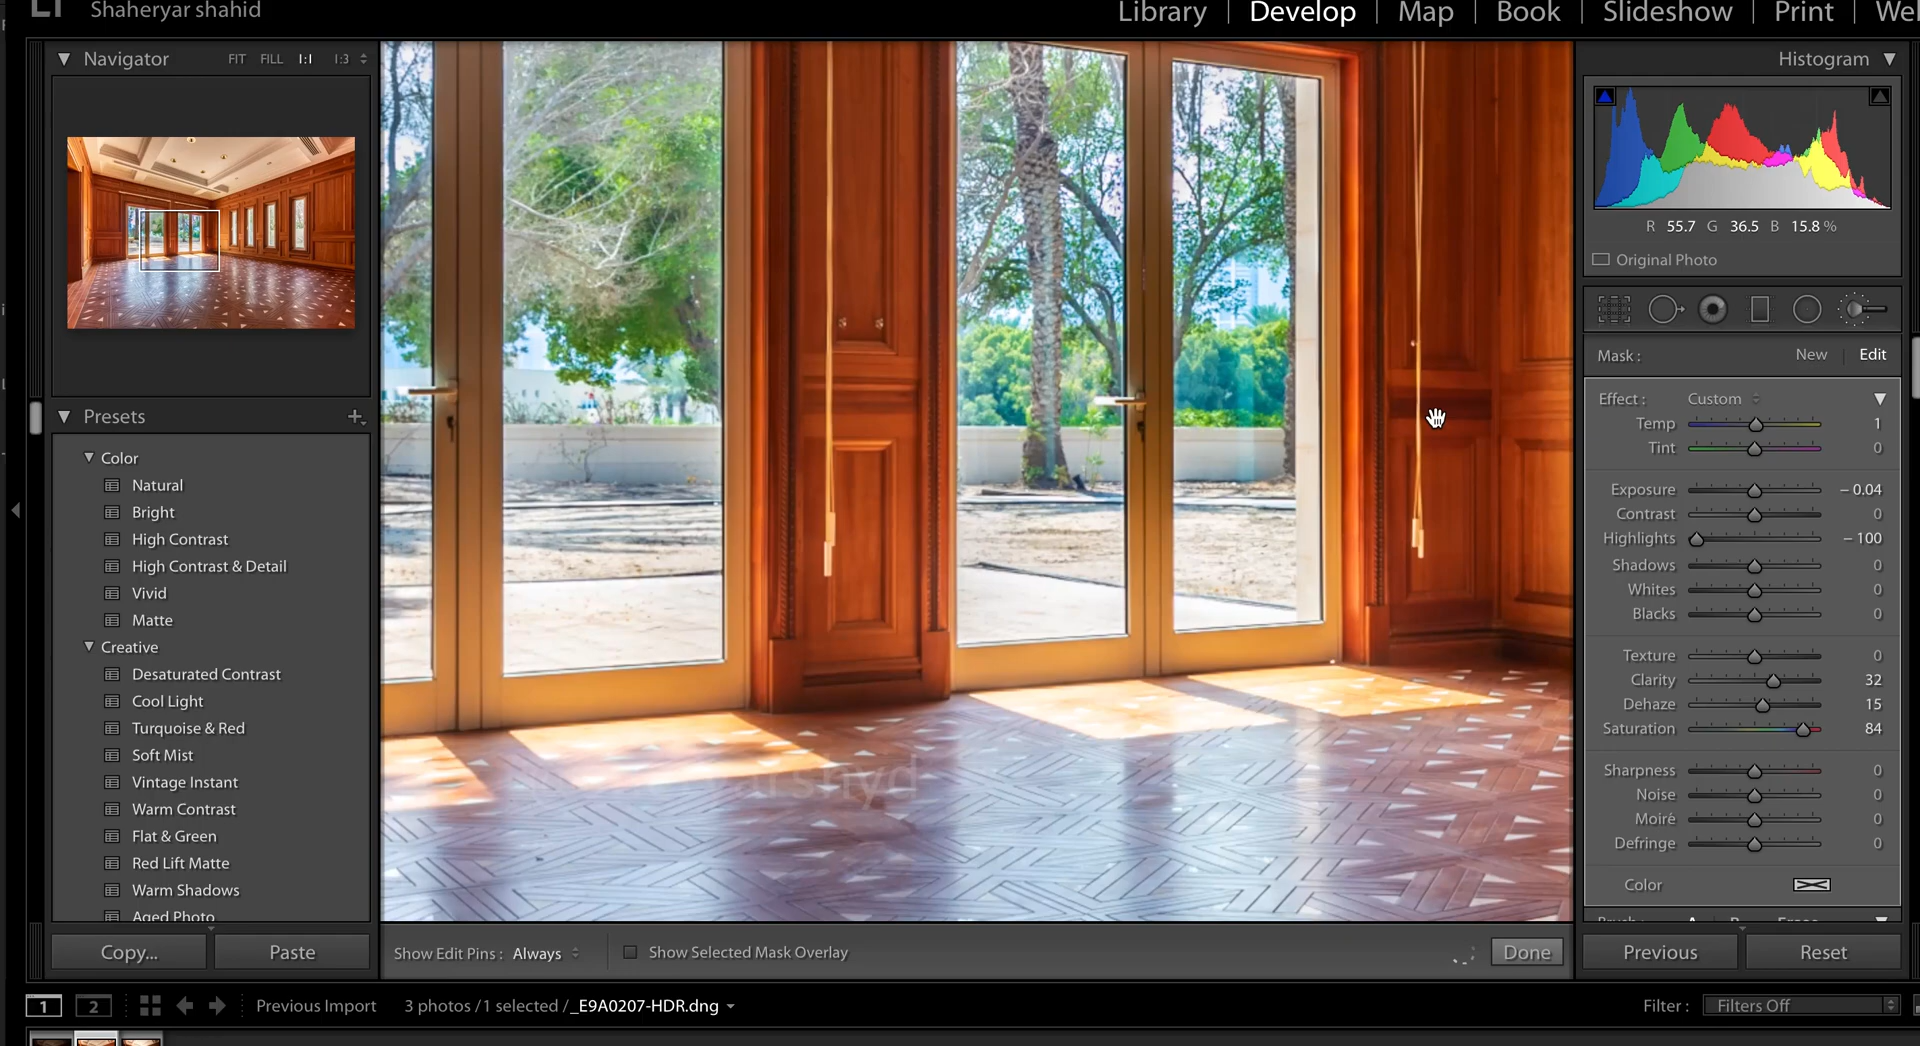 Shaheryar shahid
Library | Develop | Map | Book | Slideshow | Print |
Navigator FIT FILL 1:1 1:3
Histogram
R 55.7 G 36.5 B 15.8 %
Original Photo
Mask : New Edit
Effect : Custom
Temp 1
Tint 0
Exposure – 0.04
Contrast 0
Highlights – 100
Shadows 0
Whites 0
Blacks 0
Texture 0
Clarity 32
Dehaze 15
Saturation 84
Sharpness 0
Noise 0
Moiré 0
Defringe 0
Color
Presets
Color
Natural
Bright
High Contrast
High Contrast & Detail
Vivid
Matte
Creative
Desaturated Contrast
Cool Light
Turquoise & Red
Soft Mist
Vintage Instant
Warm Contrast
Flat & Green
Red Lift Matte
Warm Shadows
Aged Photo
Copy... Paste
Show Edit Pins : Always Show Selected Mask Overlay Done
Previous Reset
1 2 Previous Import 3 photos /1 selected /_E9A0207-HDR.dng Filter : Filters Off